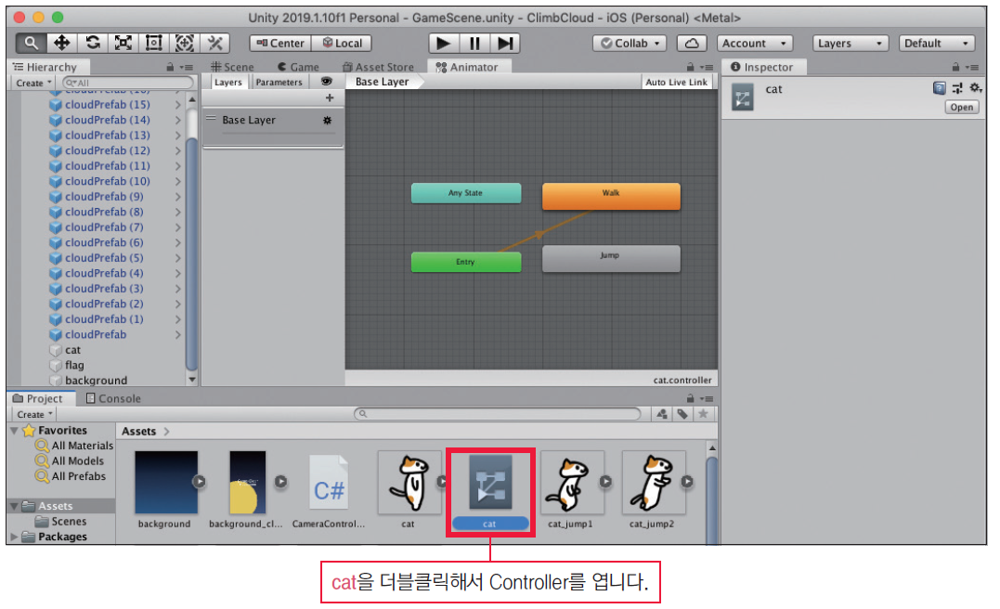 Unity 2019.1.10f1 Personal - GameScene.unity - ClimbCloud - iOS (Personal) <Metal>
Center Local Collab Account Layers Default
Hierarchy
Create All
cloudPrefab (15)
cloudPrefab (14)
cloudPrefab (13)
cloudPrefab (12)
cloudPrefab (11)
cloudPrefab (10)
cloudPrefab (9)
cloudPrefab (8)
cloudPrefab (7)
cloudPrefab (6)
cloudPrefab (5)
cloudPrefab (4)
cloudPrefab (3)
cloudPrefab (2)
cloudPrefab (1)
cloudPrefab
cat
flag
background
Scene Game Asset Store Animator
Layers Parameters Base Layer Auto Live Link
Base Layer
Any State Walk
Entry Jump
cat.controller
Inspector
cat
Open
Project Console
Create
Favorites
All Materials
All Models
All Prefabs
Assets
Scenes
Packages
Assets
C#
background background_cl... CameraControl... cat cat cat_jump1 cat_jump2
cat을 더블클릭해서 Controller를 엽니다.